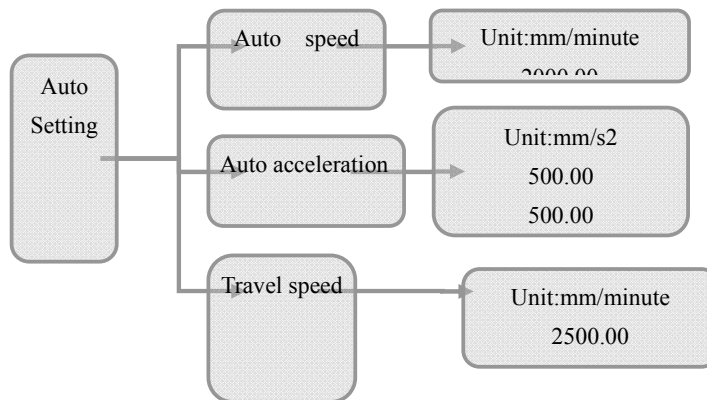 Auto speed
Unit:mm/minute
Auto
Setting
Auto acceleration
Unit:mm/s2
500.00
500.00
Travel speed
Unit:mm/minute
2500.00